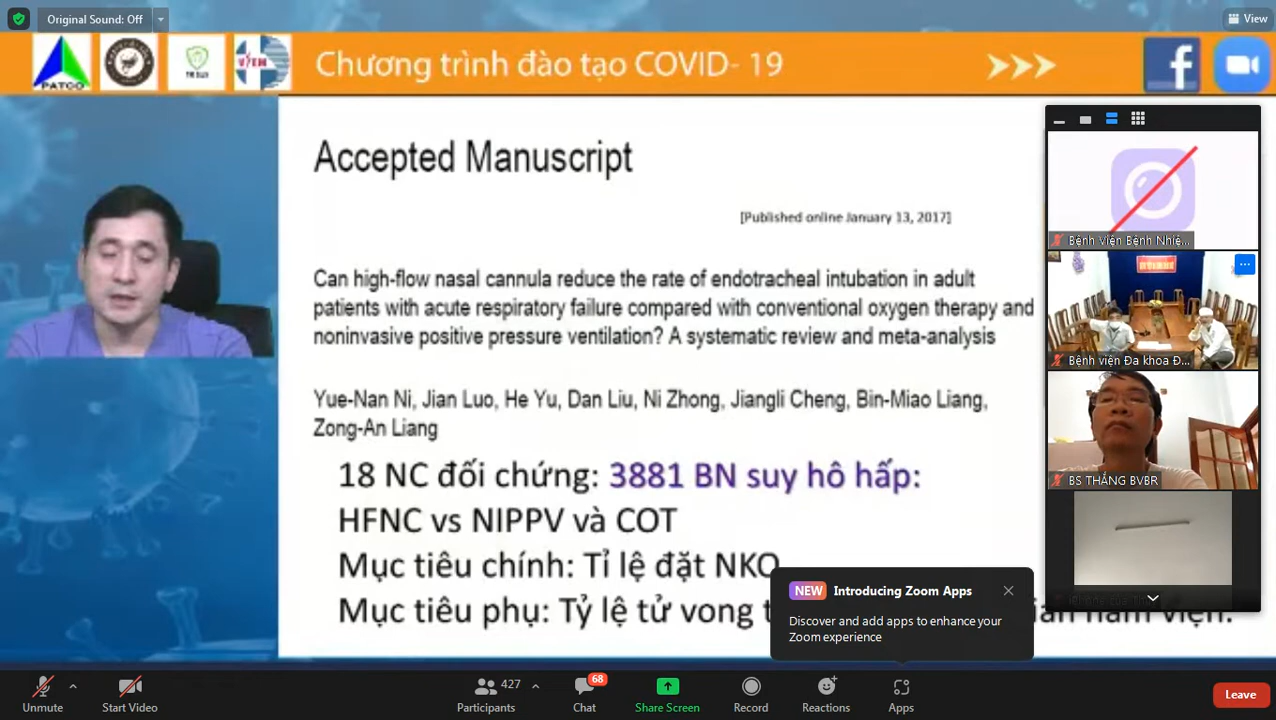 Original Sound: Off
View
PATCO
VIEM
Chương trình đào tạo COVID- 19
Accepted Manuscript
[Published online January 13, 2017]
Can high-flow nasal cannula reduce the rate of endotracheal intubation in adult
patients with acute respiratory failure compared with conventional oxygen therapy and
noninvasive positive pressure ventilation? A systematic review and meta-analysis
Yue-Nan Ni, Jian Luo, He Yu, Dan Liu, Ni Zhong, Jiangli Cheng, Bin-Miao Liang,
Zong-An Liang
18 NC đối chứng: 3881 BN suy hô hấp:
HFNC vs NIPPV và COT
Mục tiêu chính: Tỉ lệ đặt NKQ
Mục tiêu phụ: Tỷ lệ tử vong nằm viện.
Bệnh Viện Bệnh Nhiệ...
Bệnh viện Đa khoa Đ...
BS THẮNG BVBR
NEW Introducing Zoom Apps
Discover and add apps to enhance your
Zoom experience
Unmute
Start Video
427
Participants
68
Chat
Share Screen
Record
Reactions
Apps
Leave